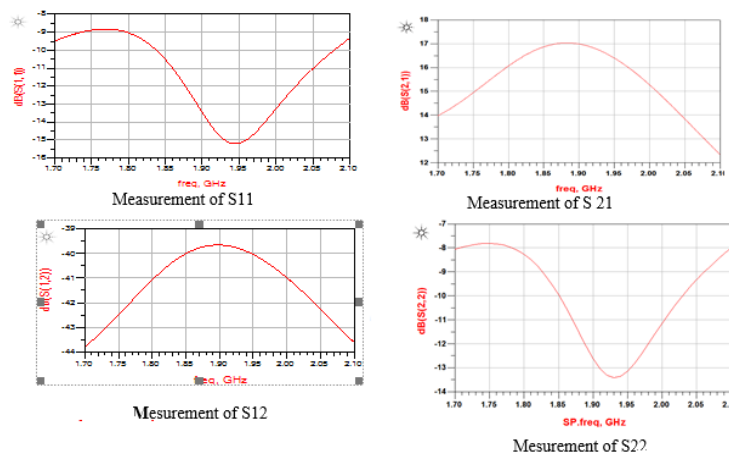 -8
-9
-10
-11
-12
-13
-14
-15
-16
dB(S(1,1))
1.70 1.75 1.80 1.85 1.90 1.95 2.00 2.05 2.10
freq, GHz
Measurement of S11
18
17
16
15
14
13
12
dB(S(2,1))
1.70 1.75 1.80 1.85 1.90 1.95 2.00 2.05 2.10
freq, GHz
Measurement of S 21
-39
-40
-41
-42
-43
-44
dB(S(1,2))
1.70 1.75 1.80 1.85 1.90 1.95 2.00 2.05 2.10
freq, GHz
Mesurement of S12
-7
-8
-9
-10
-11
-12
-13
-14
dB(S(2,2))
1.70 1.75 1.80 1.85 1.90 1.95 2.00 2.05
SP.freq, GHz
Mesurement of S22